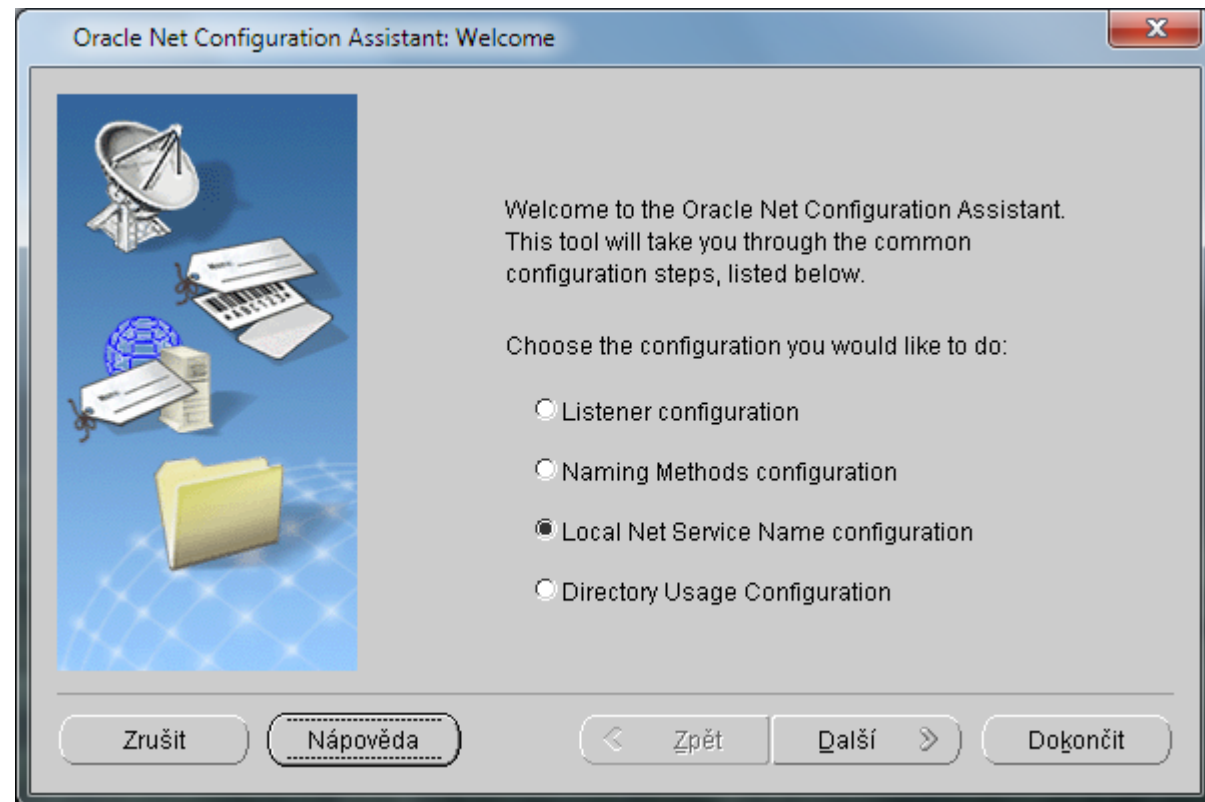 Oracle Net Configuration Assistant: Welcome
Welcome to the Oracle Net Configuration Assistant.
This tool will take you through the common
configuration steps, listed below.
Choose the configuration you would like to do:
Listener configuration
Naming Methods configuration
Local Net Service Name configuration
Directory Usage Configuration
Zrušit
Nápověda
Zpět
Další
Dokončit